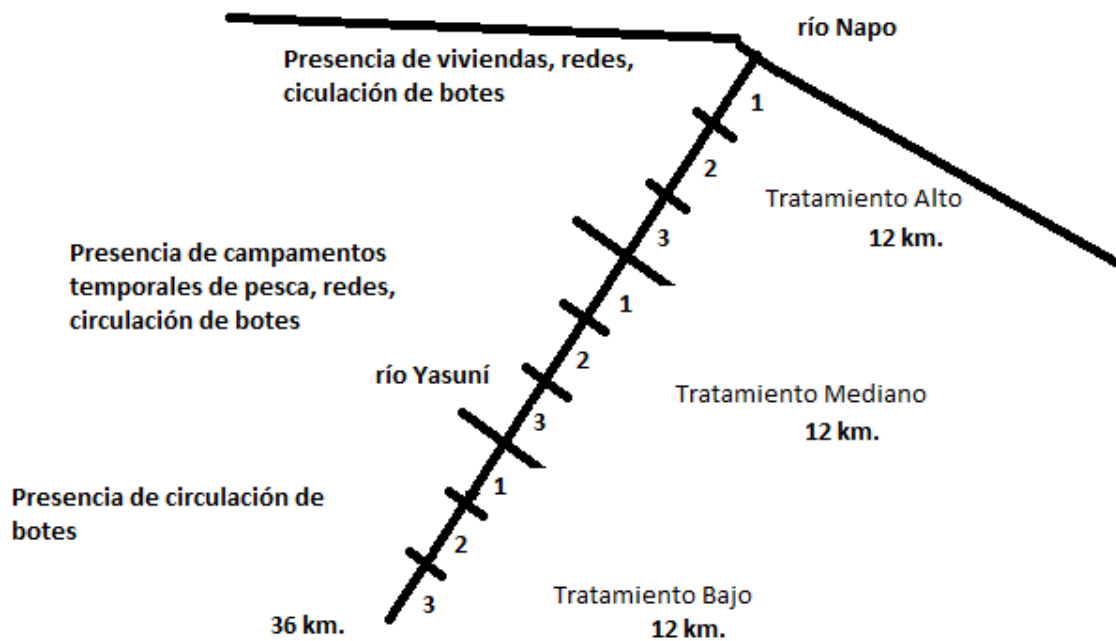 río Napo
Presencia de viviendas, redes,
ciculación de botes
1
2
Tratamiento Alto
12 km.
3
Presencia de campamentos
temporales de pesca, redes,
circulación de botes
1
2
río Yasuní
Tratamiento Mediano
12 km.
3
1
Presencia de circulación de
botes
2
3
Tratamiento Bajo
12 km.
36 km.